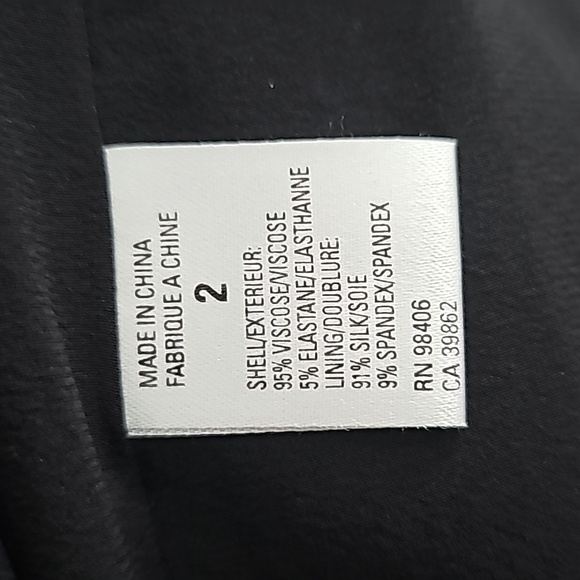 MADE IN CHINA
FABRIQUE A CHINE
2
SHELL/EXTERIEUR:
95% VISCOSE/VISCOSE
5% ELASTANE/ELASTHANNE
LINING/DOUBLURE:
91% SILK/SOIE
9% SPANDEX/SPANDEX
RN 98406
CA 39862